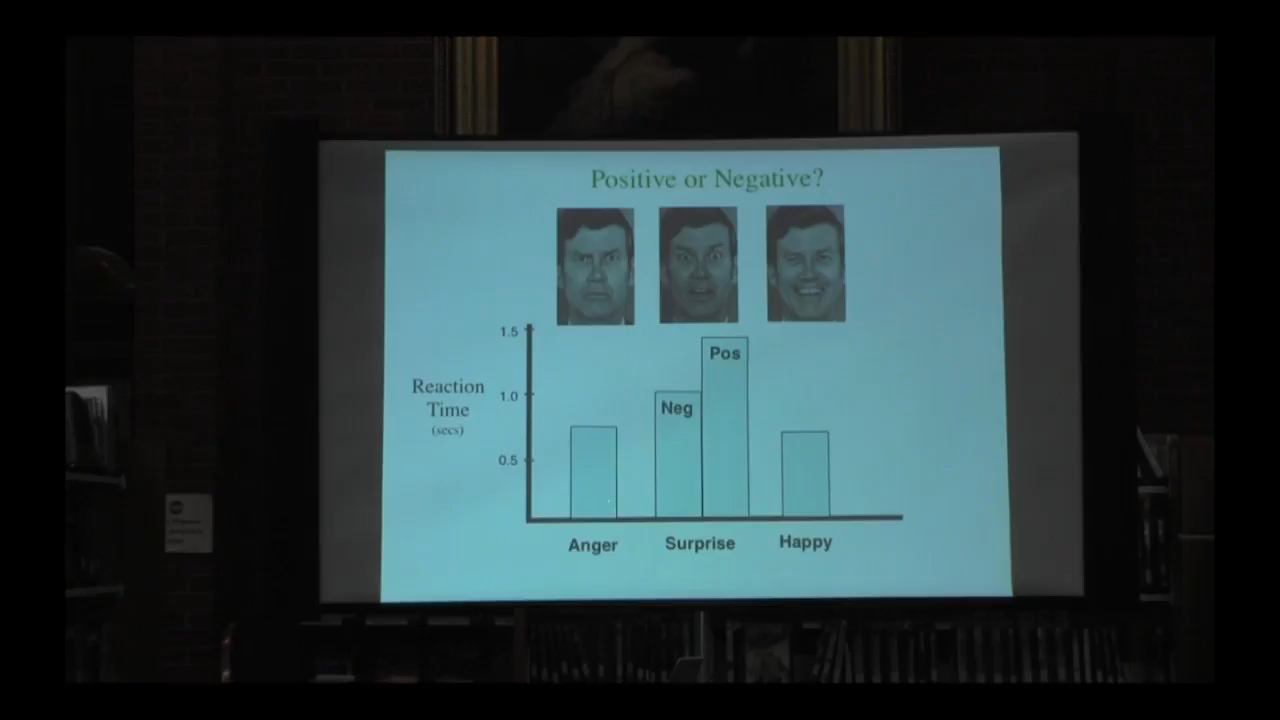 Positive or Negative?
1.5
Pos
Reaction
Time
(secs)
1.0
Neg
0.5
Anger
Surprise
Happy